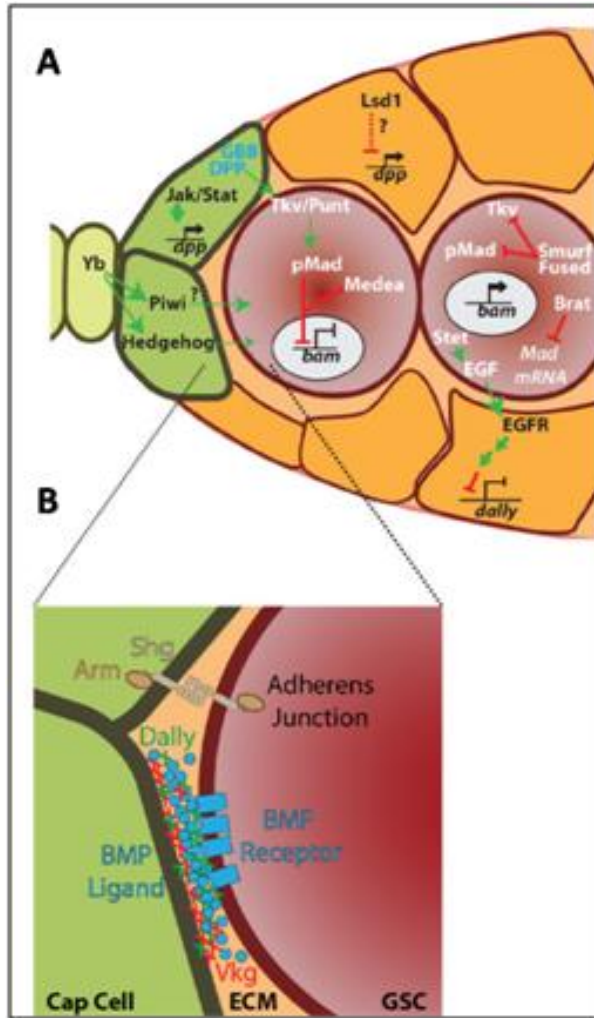 A
Lsd1
?
dpp
GBB
DPP
Jak/Stat
dpp
Tkv/Punt
pMad
Medea
bam
Yb
Piwi
?
Hedgehog
Tkv
pMad
Smurf
Fused
bam
Brat
Stet
Mad
EGF
mRNA
EGFR
dally
B
Shg
Arm
Adherens
Junction
Dally
BMP
Receptor
BMP
Ligand
Vkg
Cap Cell
ECM
GSC